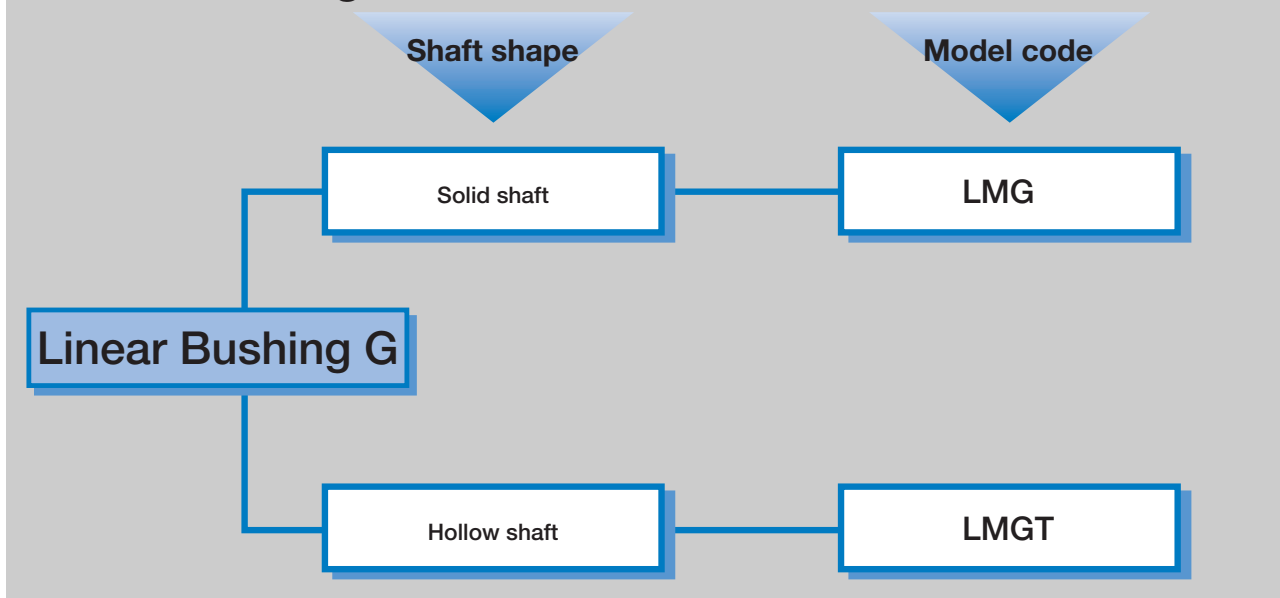 Shaft shape
Model code
Solid shaft
LMG
Linear Bushing G
Hollow shaft
LMGT